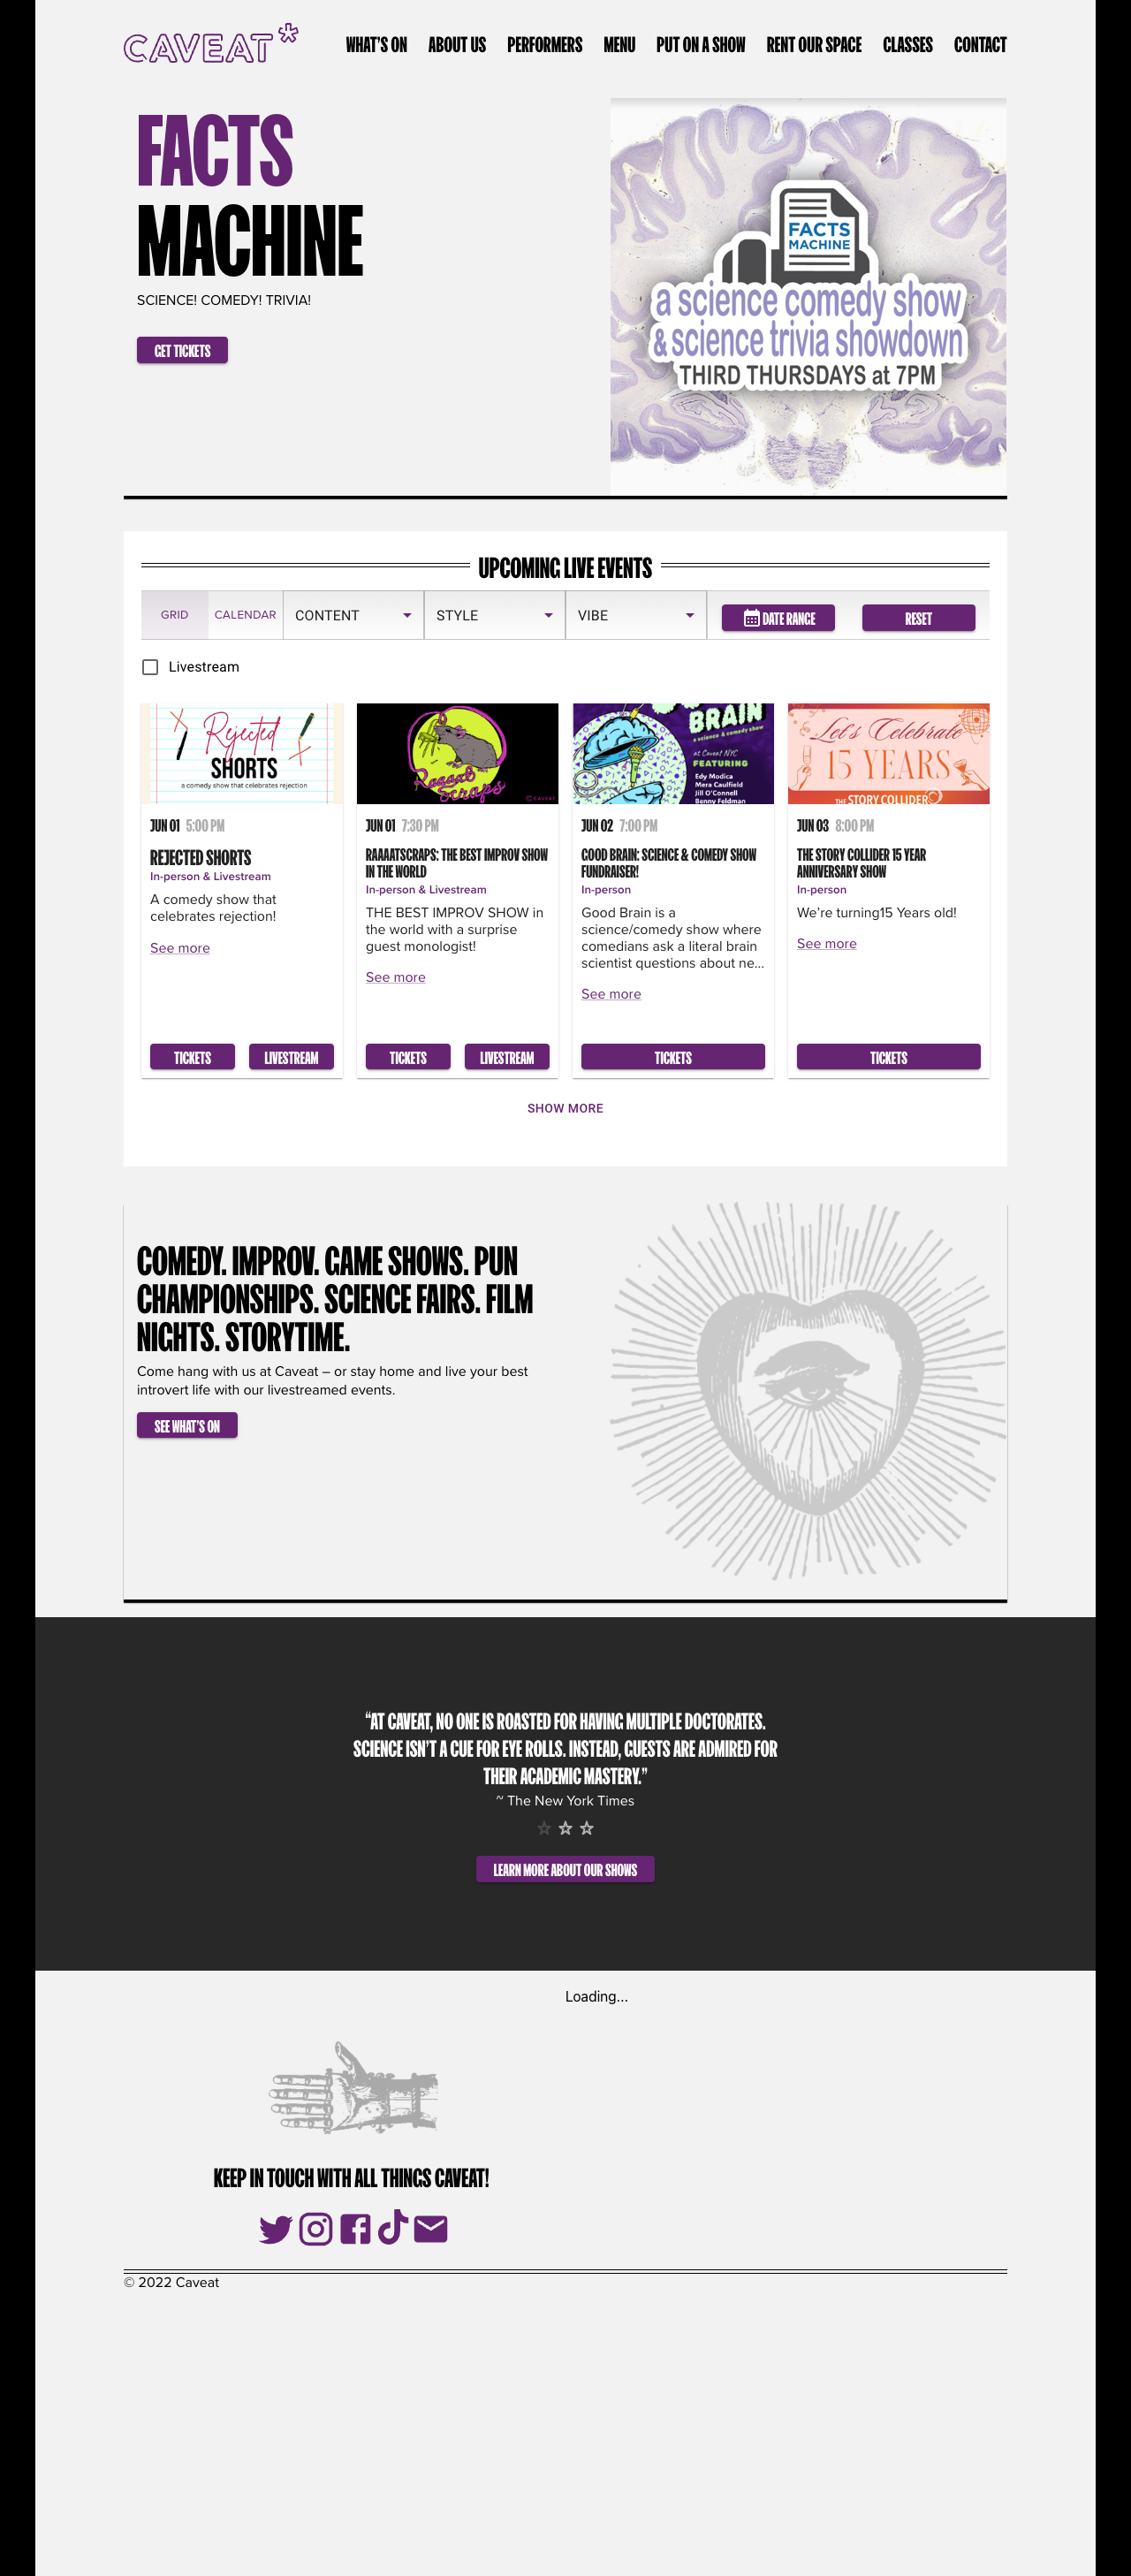 CAVEAT*
WHAT'S ON ABOUT US PERFORMERS MENU PUT ON A SHOW RENT OUR SPACE CLASSES CONTACT
FACTS
MACHINE
SCIENCE! COMEDY! TRIVIA!
GET TICKETS
FACTS
MACHINE
a science comedy show
& science trivia showdown
THIRD THURSDAYS at 7PM
UPCOMING LIVE EVENTS
GRID CALENDAR CONTENT STYLE VIBE DATE RANGE RESET
Livestream
Rejected
SHORTS
a comedy show that celebrates rejection
JUN 01 5:00 PM
REJECTED SHORTS
In-person & Livestream
A comedy show that
celebrates rejection!
See more
TICKETS LIVESTREAM
Raaaat
Scraps
CAVEAT
JUN 01 7:30 PM
RAAAATSCRAPS: THE BEST IMPROV SHOW
IN THE WORLD
In-person & Livestream
THE BEST IMPROV SHOW in
the world with a surprise
guest monologist!
See more
TICKETS LIVESTREAM
BRAIN
a science & comedy show
at Caveat NYC
FEATURING
Edy Modica
Mera Caulfield
Jill O'Connell
Benny Feldman
JUN 02 7:00 PM
GOOD BRAIN: SCIENCE & COMEDY SHOW
FUNDRAISER!
In-person
Good Brain is a
science/comedy show where
comedians ask a literal brain
scientist questions about ne...
See more
TICKETS
Let's Celebrate
15 YEARS
THE STORY COLLIDER
JUN 03 8:00 PM
THE STORY COLLIDER 15 YEAR
ANNIVERSARY SHOW
In-person
We're turning15 Years old!
See more
TICKETS
SHOW MORE
COMEDY. IMPROV. GAME SHOWS. PUN
CHAMPIONSHIPS. SCIENCE FAIRS. FILM
NIGHTS. STORYTIME.
Come hang with us at Caveat – or stay home and live your best
introvert life with our livestreamed events.
SEE WHAT'S ON
“AT CAVEAT, NO ONE IS ROASTED FOR HAVING MULTIPLE DOCTORATES.
SCIENCE ISN’T A CUE FOR EYE ROLLS. INSTEAD, GUESTS ARE ADMIRED FOR
THEIR ACADEMIC MASTERY.”
~ The New York Times
LEARN MORE ABOUT OUR SHOWS
Loading...
KEEP IN TOUCH WITH ALL THINGS CAVEAT!
© 2022 Caveat